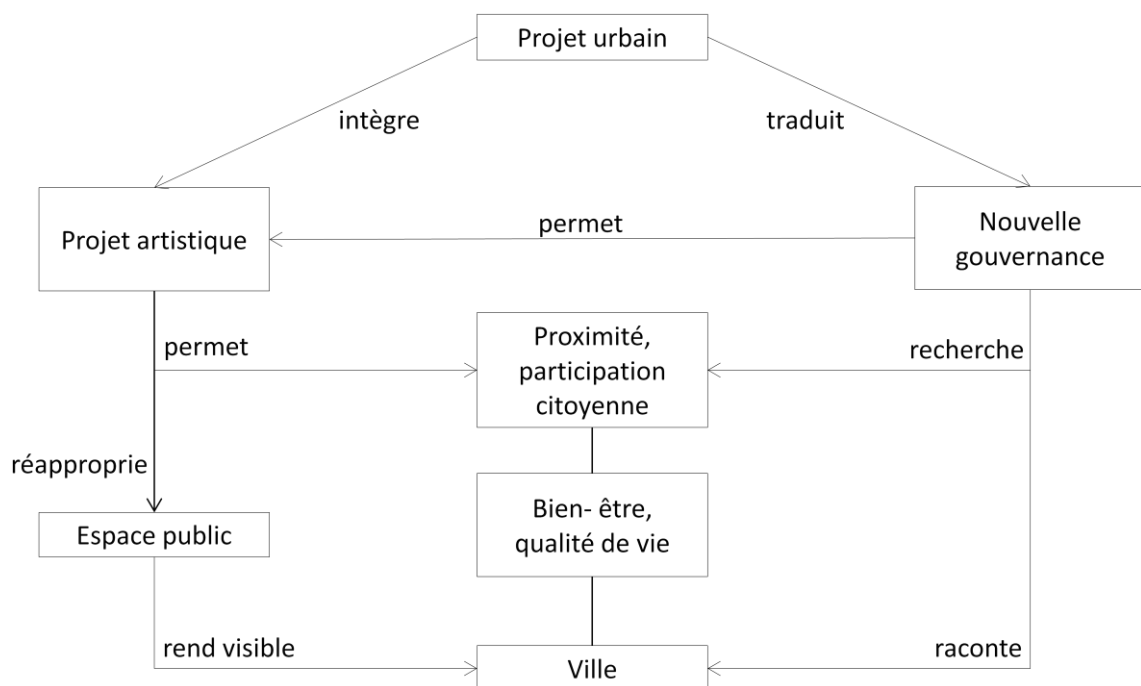 Projet urbain
intègre
traduit
Projet artistique
permet
Nouvelle
gouvernance
permet
Proximité,
participation
citoyenne
recherche
réapproprie
Espace public
Bien- être,
qualité de vie
rend visible
Ville
raconte